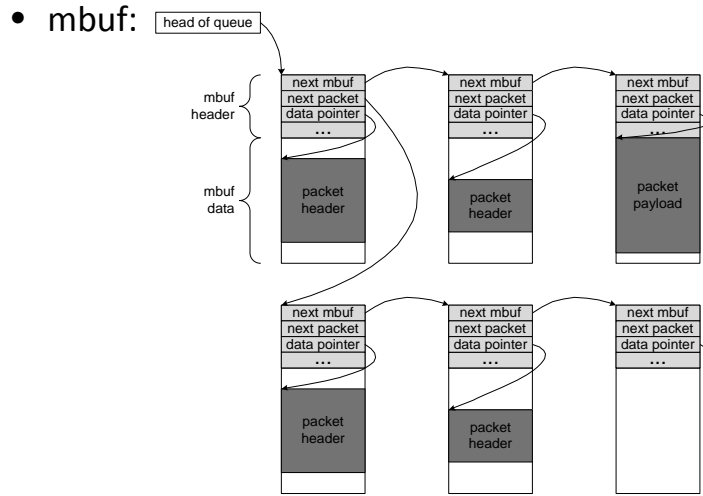 • mbuf:
head of queue
mbuf
header
mbuf
data
next mbuf
next packet
data pointer
...
packet
header
next mbuf
next packet
data pointer
...
packet
header
next mbuf
next packet
data pointer
...
packet
payload
next mbuf
next packet
data pointer
...
packet
header
next mbuf
next packet
data pointer
...
packet
header
next mbuf
next packet
data pointer
...